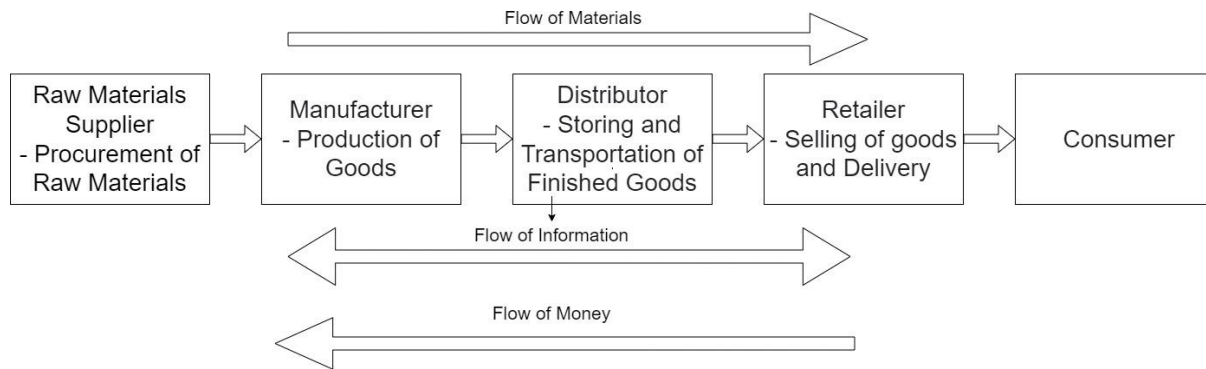 Flow of Materials
Raw Materials
Supplier
- Procurement of
Raw Materials
Manufacturer
- Production of
Goods
Distributor
- Storing and
Transportation of
Finished Goods
Retailer
- Selling of goods
and Delivery
Consumer
Flow of Information
Flow of Money